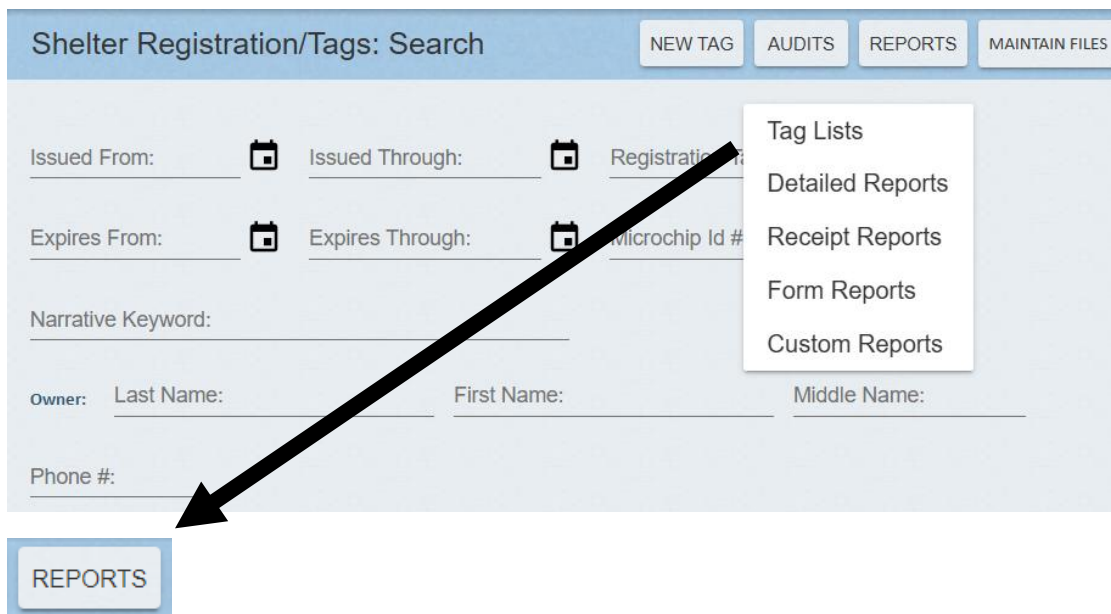 Shelter Registration/Tags: Search NEW TAG AUDITS REPORTS MAINTAIN FILES
Tag Lists
Issued From: Issued Through: Registration
Detailed Reports
Expires From: Expires Through: Microchip Id #
Receipt Reports
Form Reports
Narrative Keyword:
Custom Reports
Owner: Last Name: First Name: Middle Name:
Phone #:
REPORTS